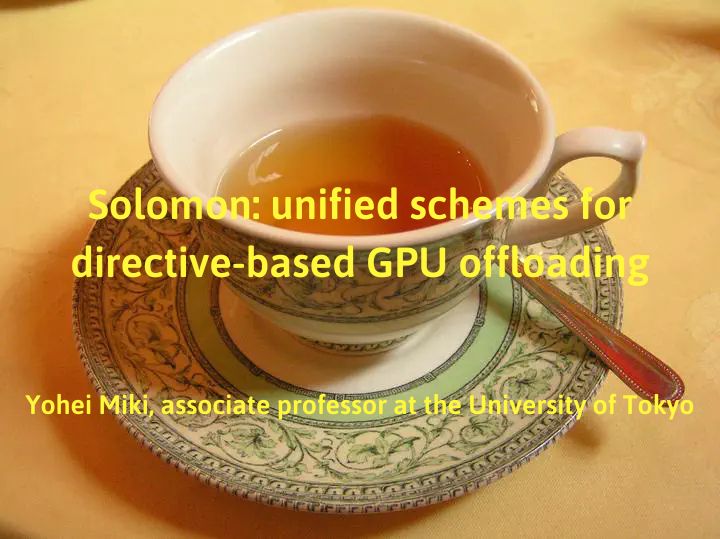 Solomon: unified schemes for
directive-based GPU offloading
Yohei Miki, associate professor at the University of Tokyo